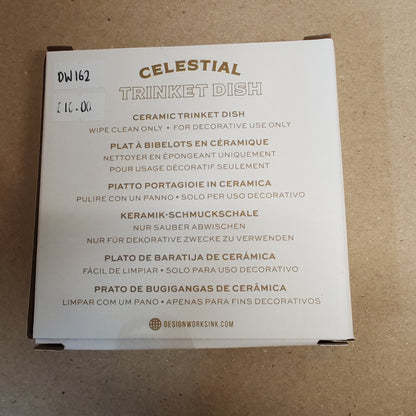 DW162
£16.00
CELESTIAL
TRINKET DISH
CERAMIC TRINKET DISH
WIPE CLEAN ONLY • FOR DECORATIVE USE ONLY
PLAT À BIBELOTS EN CÉRAMIQUE
NETTOYER EN ÉPONGEANT UNIQUEMENT
POUR USAGE DÉCORATIF SEULEMENT
PIATTO PORTAGIOIE IN CERAMICA
PULIRE CON UN PANNO • SOLO PER USO DECORATIVO
KERAMIK-SCHMUCKSCHALE
NUR SAUBER ABWISCHEN
NUR FÜR DEKORATIVE ZWECKE ZU VERWENDEN
PLATO DE BARATIJA DE CERÁMICA
FÁCIL DE LIMPIAR • SOLO PARA USO DECORATIVO
PRATO DE BUGIGANGAS DE CERÂMICA
LIMPAR COM UM PANO • APENAS PARA FINS DECORATIVOS
DESIGNWORKSINK.COM